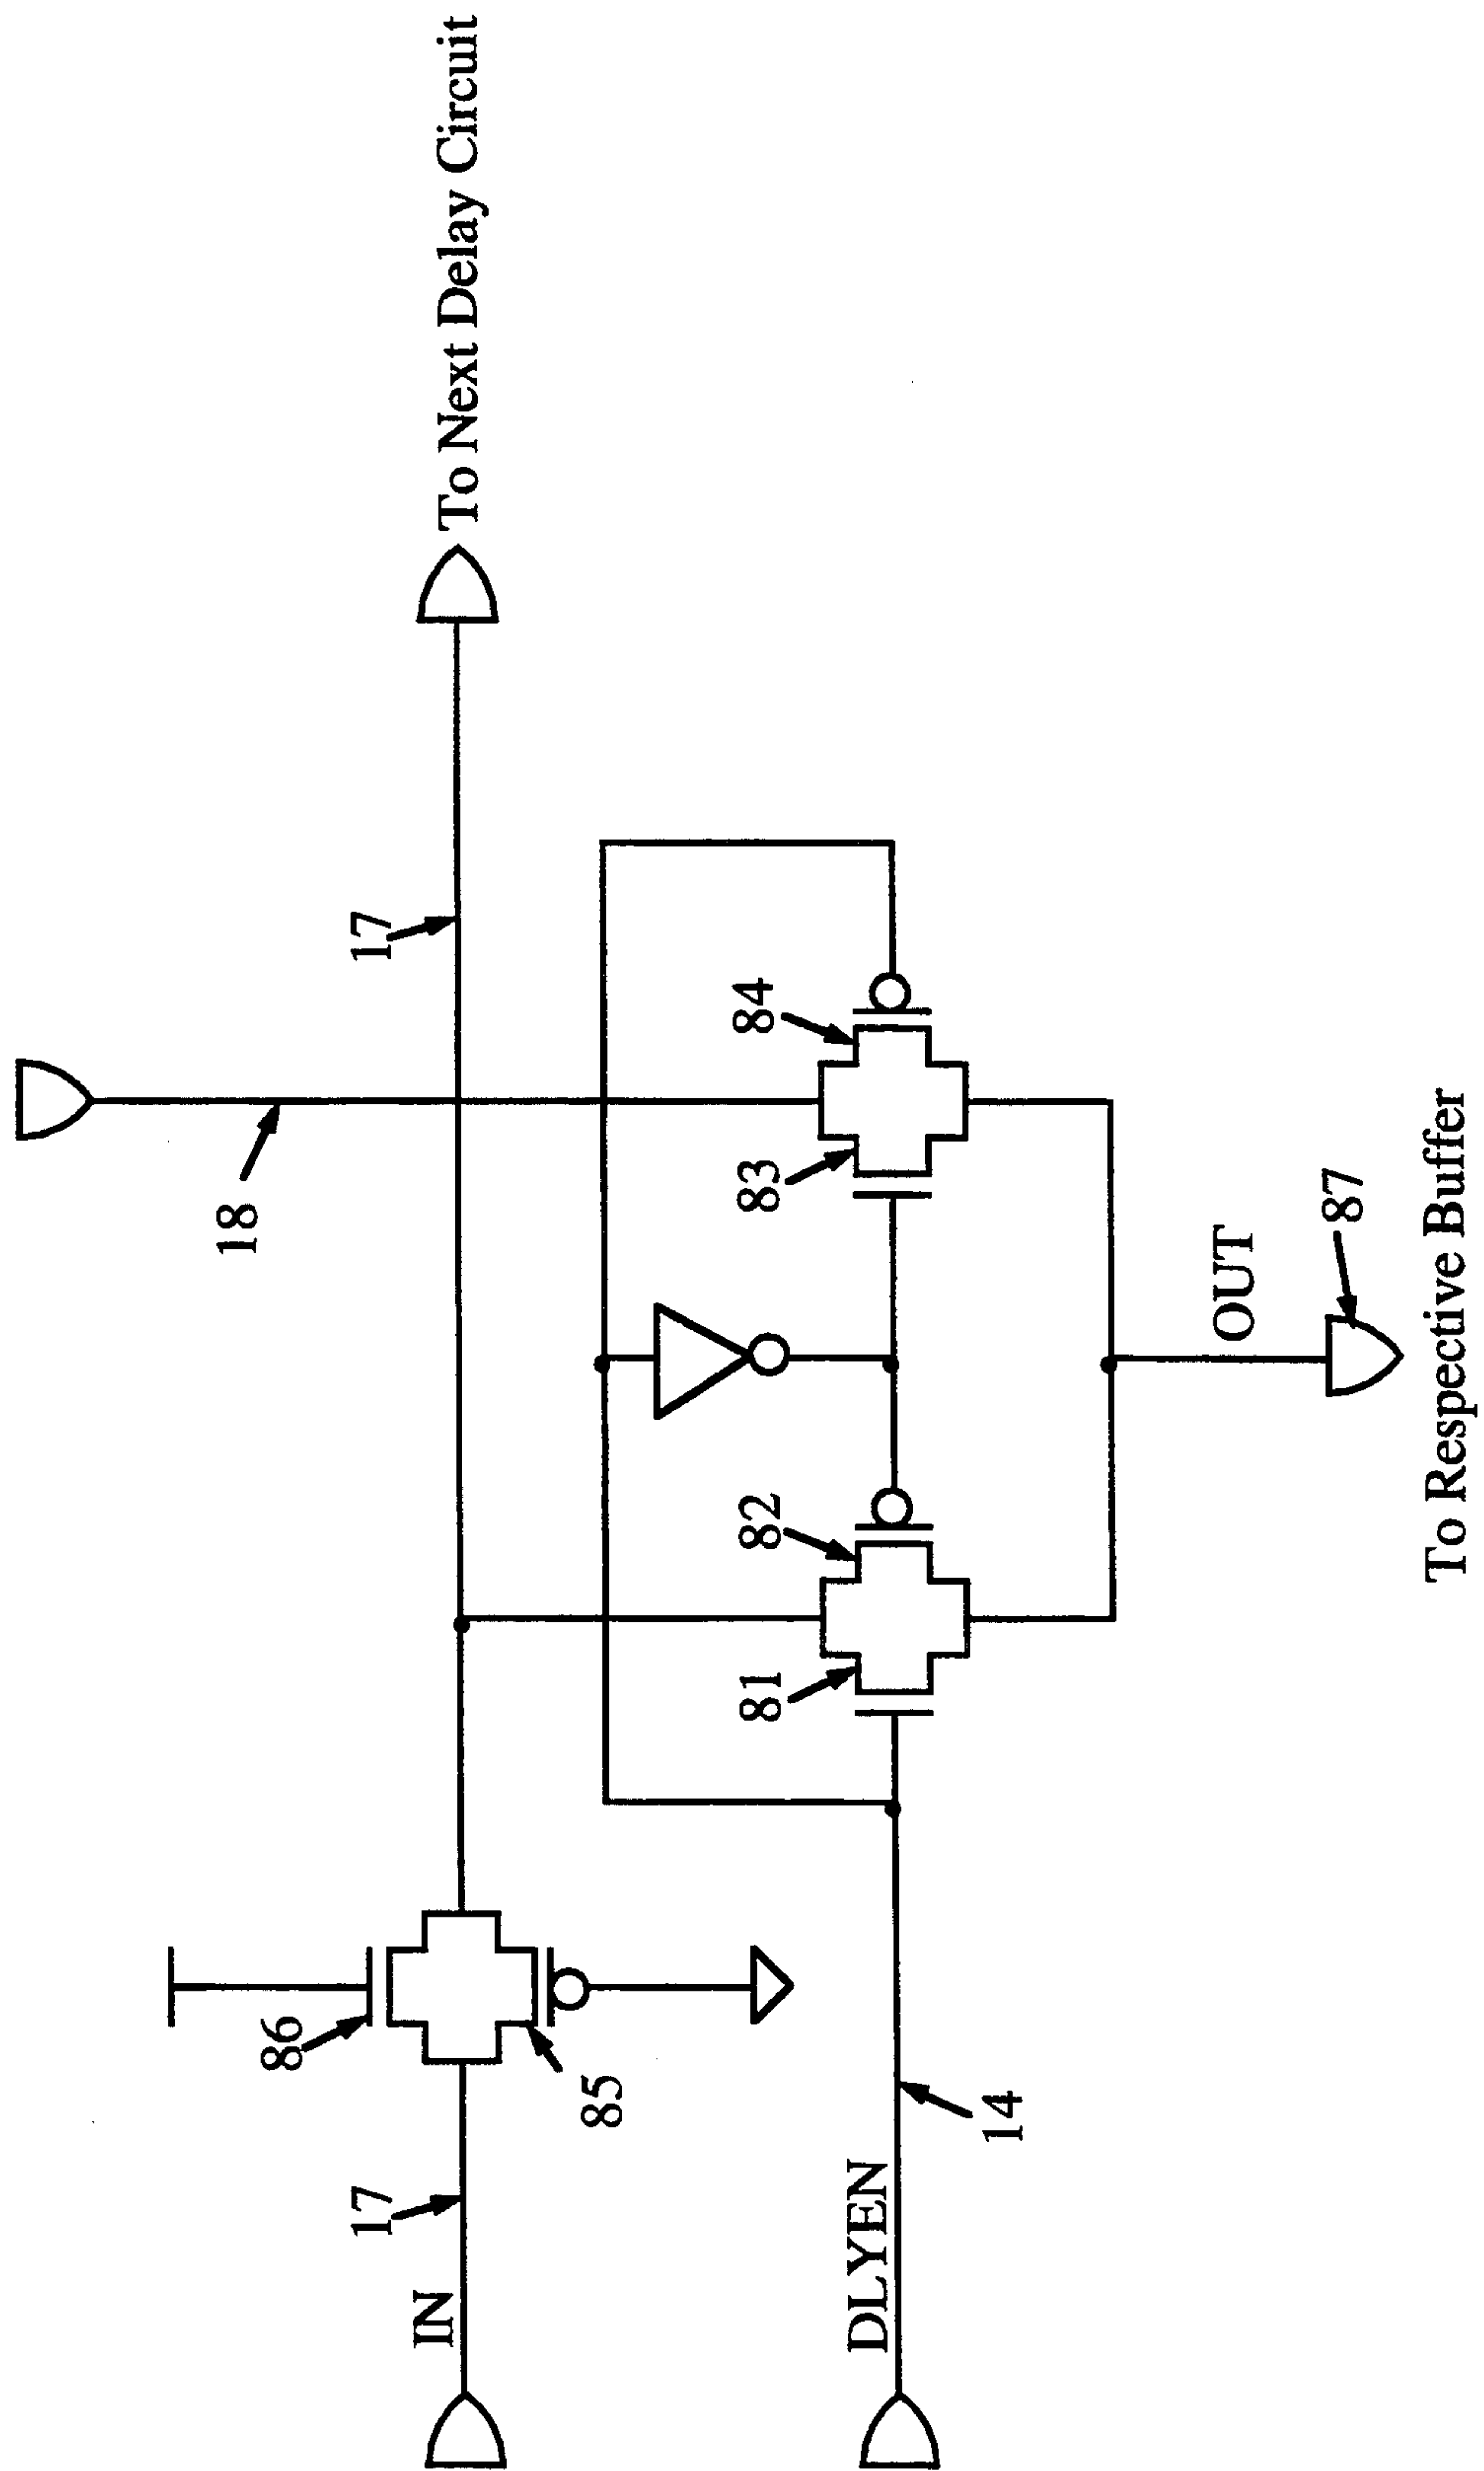 18
86
17
17
IN
To Next Delay Circuit
85
81
82
83
84
DLYEN
14
OUT
87
To Respective Buffer